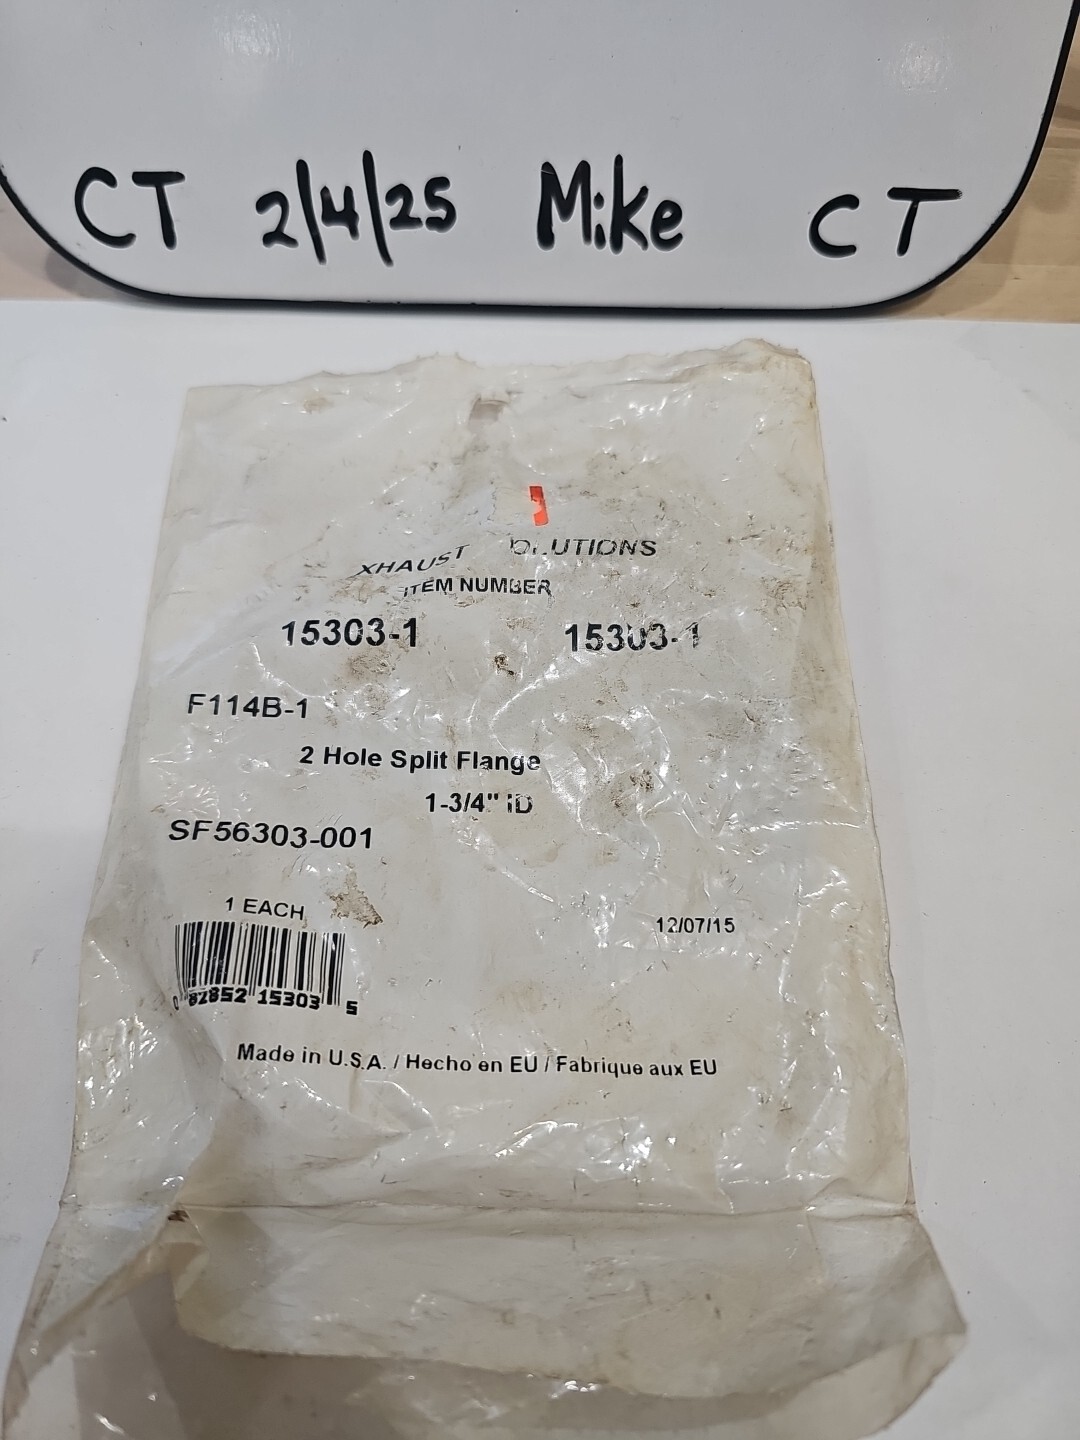 CT 2/4/25 Mike CT
XHAUST OLUTIONS
ITEM NUMBER
15303-1 15303-1
F114B-1
2 Hole Split Flange
1-3/4" ID
SF56303-001
1 EACH
12/07/15
0 82852 15303 5
Made in U.S.A. / Hecho en EU / Fabrique aux EU